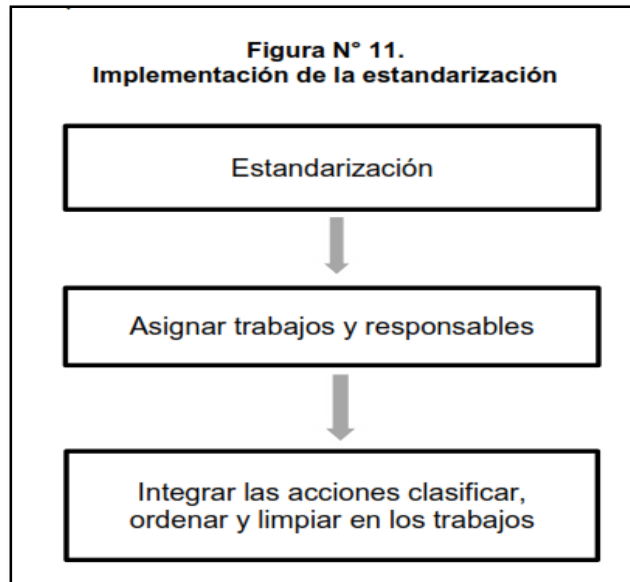 Figura N° 11.
Implementación de la estandarización
Estandarización
Asignar trabajos y responsables
Integrar las acciones clasificar,
ordenar y limpiar en los trabajos